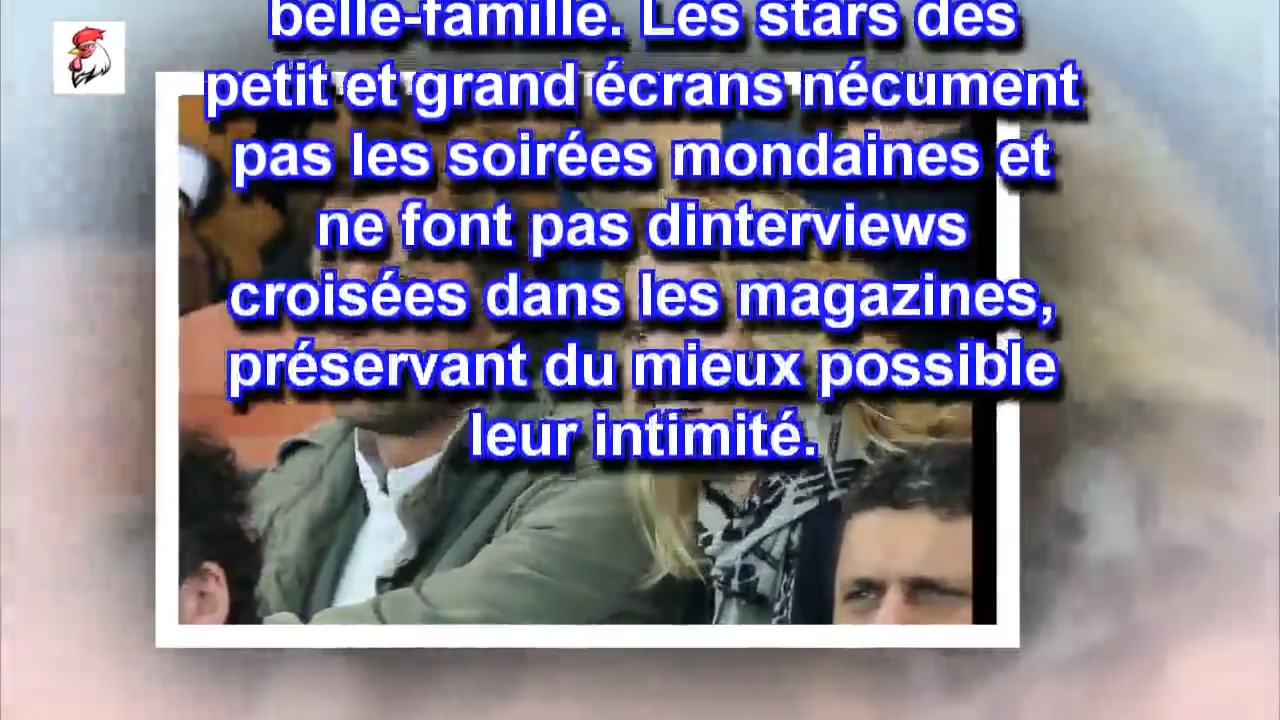 belle-famille. Les stars des
petit et grand écrans nécument
pas les soirées mondaines et
ne font pas dinterviews
croisées dans les magazines,
préservant du mieux possible
leur intimité.